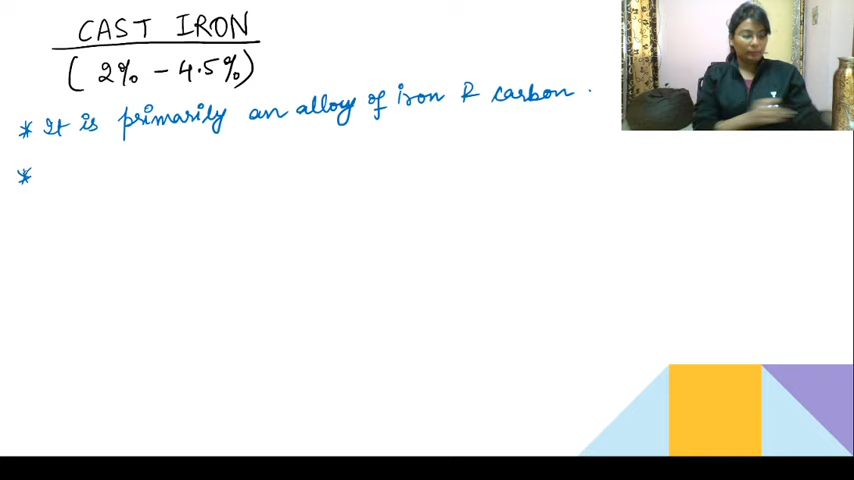 CAST IRON
(2% - 4.5%)
* It is primarily an alloy of iron & carbon.
*